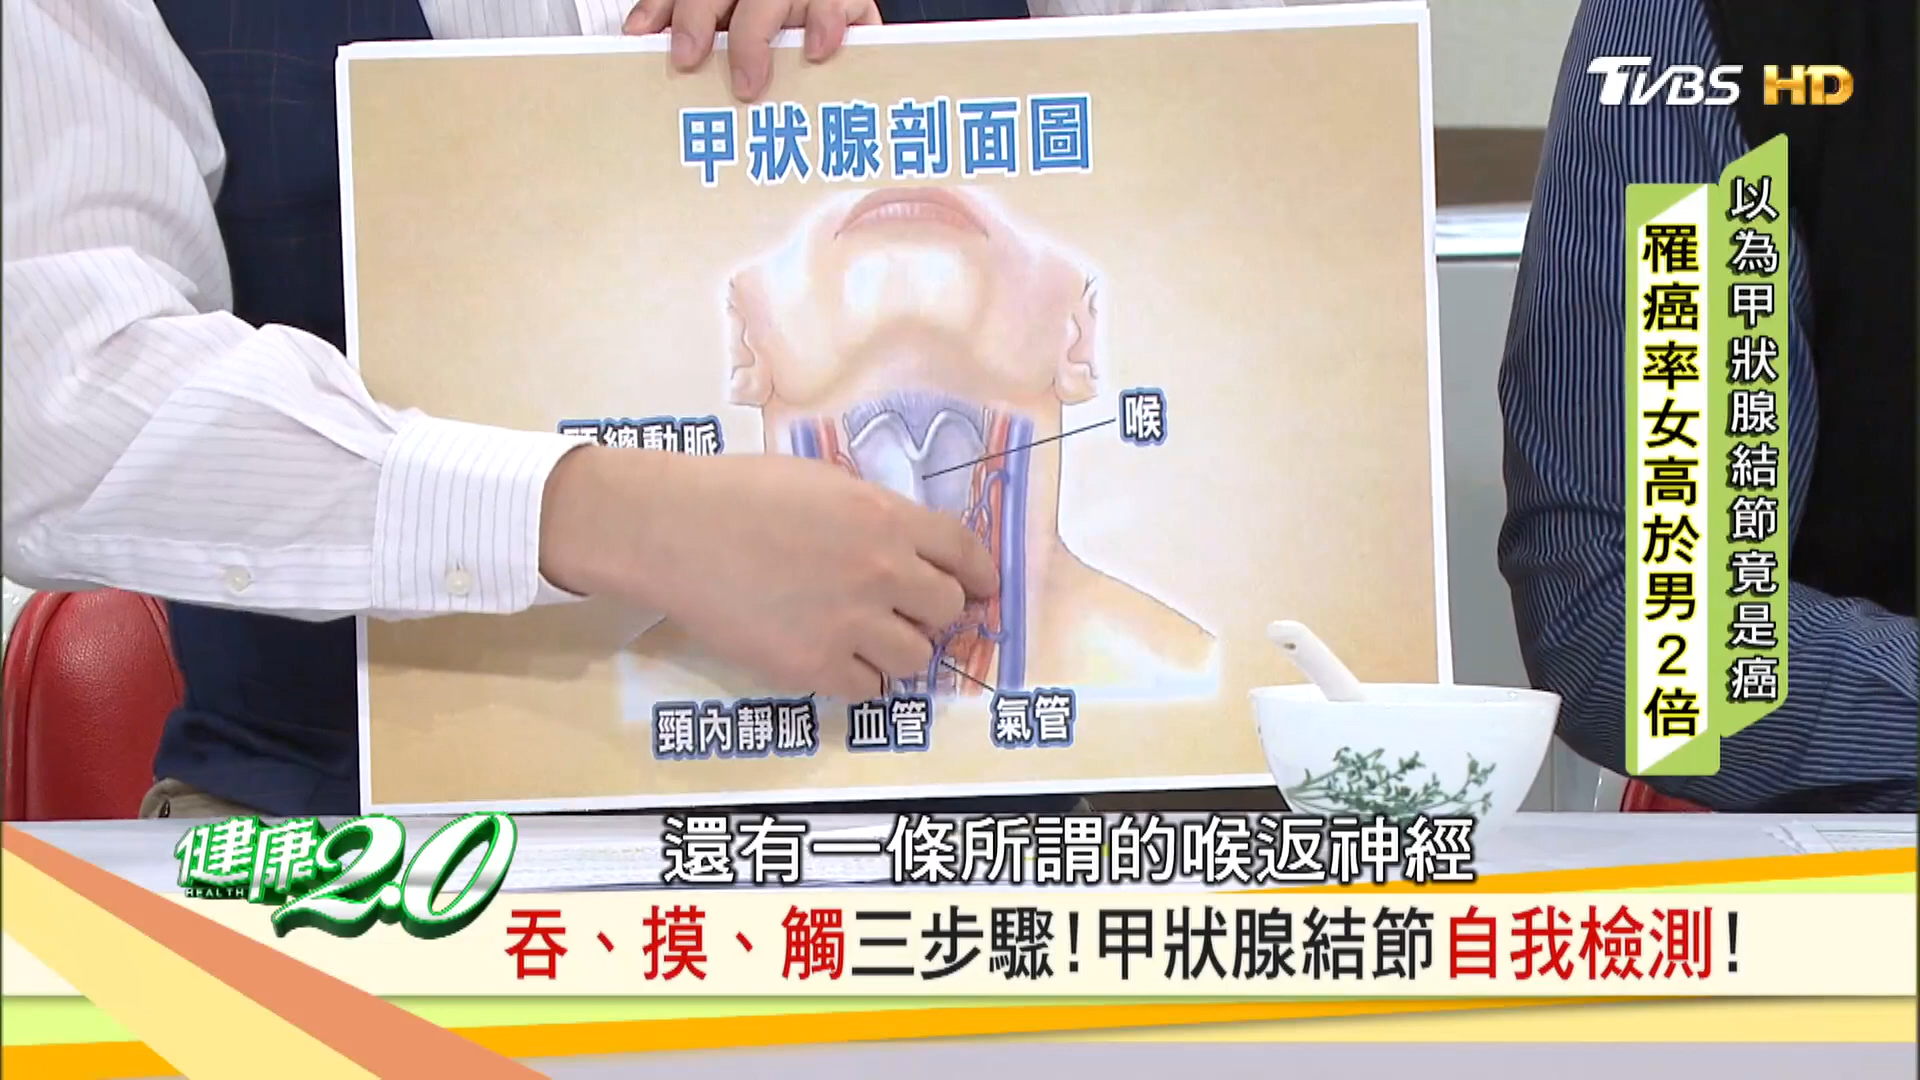 TVBS HD
甲狀腺剖面圖
以為甲狀腺結節竟是癌
罹癌率女高於男2倍
喉
總動脈
頸內靜脈
血管
氣管
還有一條所謂的喉返神經
健康2.0
HEALTH
吞、摸、觸三步驟!甲狀腺結節自我檢測!